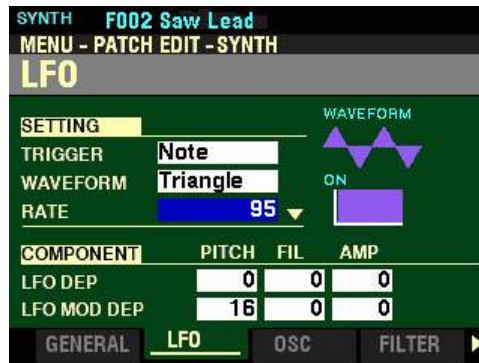 SYNTH F002 Saw Lead
MENU - PATCH EDIT - SYNTH
LFO
WAVEFORM
SETTING
TRIGGER Note
WAVEFORM Triangle
ON
RATE 95
COMPONENT PITCH FIL AMP
LFO DEP 0 0 0
LFO MOD DEP 16 0 0
GENERAL LFO OSC FILTER